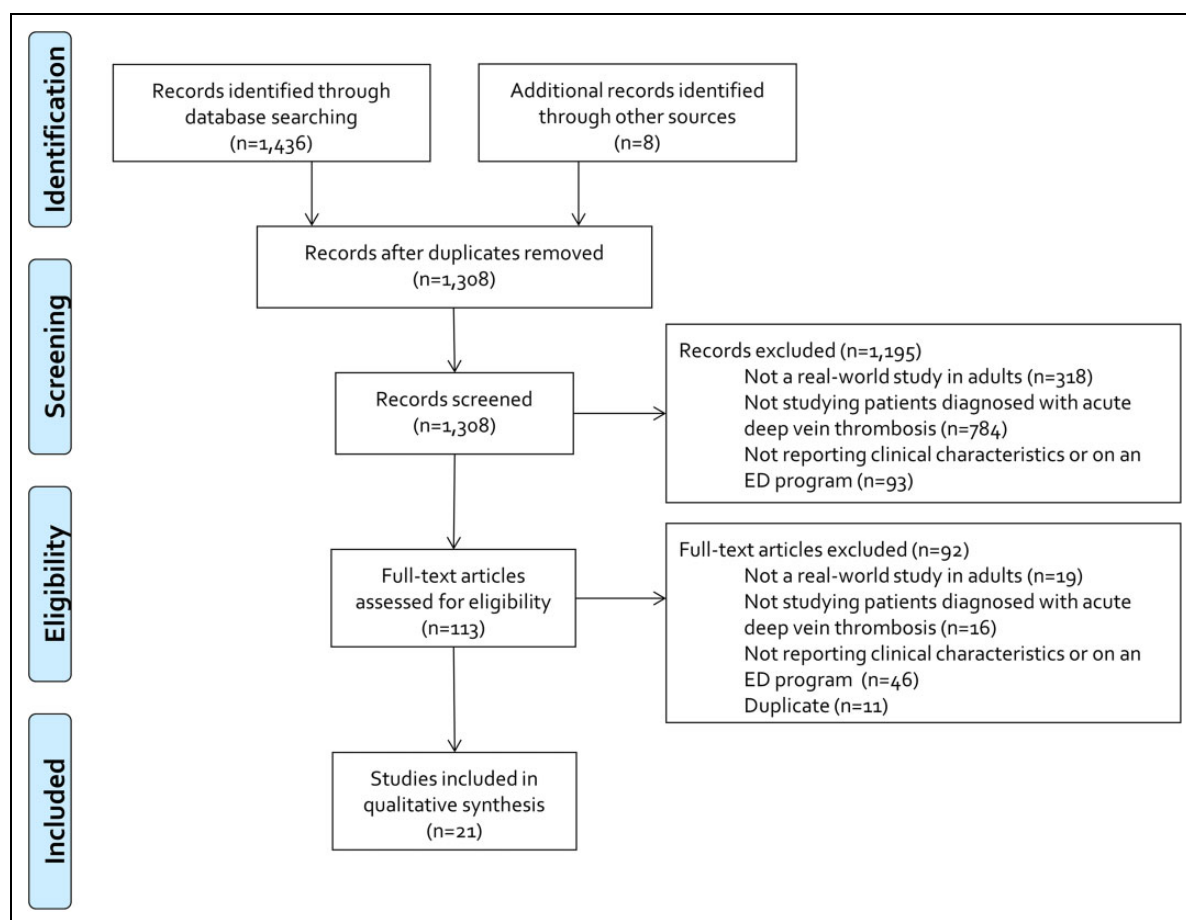 Identification
Records identified through
database searching
(n=1,436)
Additional records identified
through other sources
(n=8)
Records after duplicates removed
(n=1,308)
Screening
Records screened
(n=1,308)
Records excluded (n=1,195)
Not a real-world study in adults (n=318)
Not studying patients diagnosed with acute
deep vein thrombosis (n=784)
Not reporting clinical characteristics or on an
ED program (n=93)
Eligibility
Full-text articles
assessed for eligibility
(n=113)
Full-text articles excluded (n=92)
Not a real-world study in adults (n=19)
Not studying patients diagnosed with acute
deep vein thrombosis (n=16)
Not reporting clinical characteristics or on an
ED program (n=46)
Duplicate (n=11)
Included
Studies included in
qualitative synthesis
(n=21)